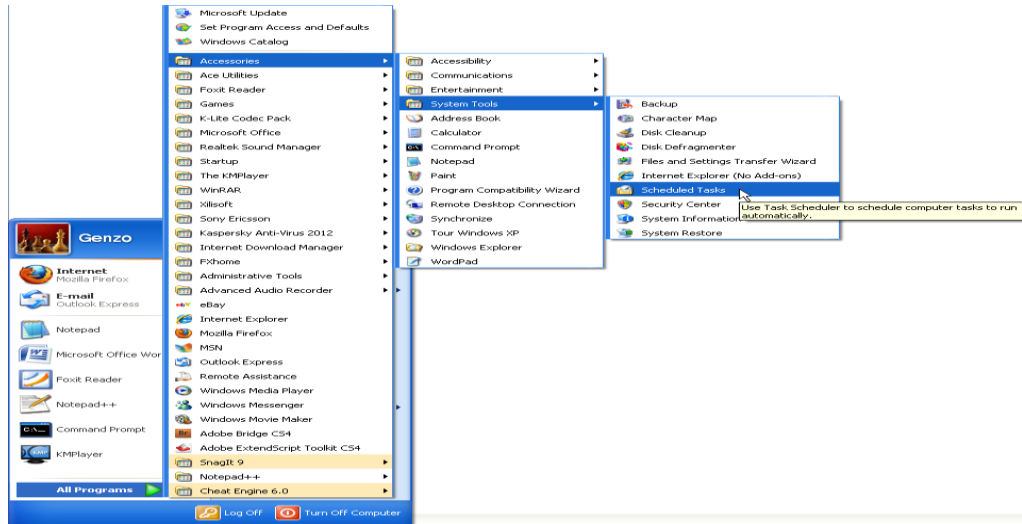 Microsoft Update
Set Program Access and Defaults
Windows Catalog
Accessories
Ace Utilities
Foxit Reader
Games
K-Lite Codec Pack
Microsoft Office
Realtek Sound Manager
Startup
The KMPlayer
WinRAR
Xilisoft
Sony Ericsson
Kaspersky Anti-Virus 2012
Internet Download Manager
FXhome
Administrative Tools
Advanced Audio Recorder
eBay
Internet Explorer
Mozilla Firefox
MSN
Outlook Express
Remote Assistance
Windows Media Player
Windows Messenger
Windows Movie Maker
Adobe Bridge CS4
Adobe ExtendScript Toolkit CS4
SnagIt 9
Notepad++
Cheat Engine 6.0
Accessibility
Communications
Entertainment
System Tools
Address Book
Calculator
Command Prompt
Notepad
Paint
Program Compatibility Wizard
Remote Desktop Connection
Synchronize
Tour Windows XP
Windows Explorer
WordPad
Backup
Character Map
Disk Cleanup
Disk Defragmenter
Files and Settings Transfer Wizard
Internet Explorer (No Add-ons)
Scheduled Tasks
Security Center
System Information
System Restore
Use Task Scheduler to schedule computer tasks to run
automatically.
Genzo
Internet
Mozilla Firefox
E-mail
Outlook Express
Notepad
Microsoft Office Wor
Foxit Reader
Notepad++
Command Prompt
KMPlayer
All Programs
Log Off
Turn Off Computer